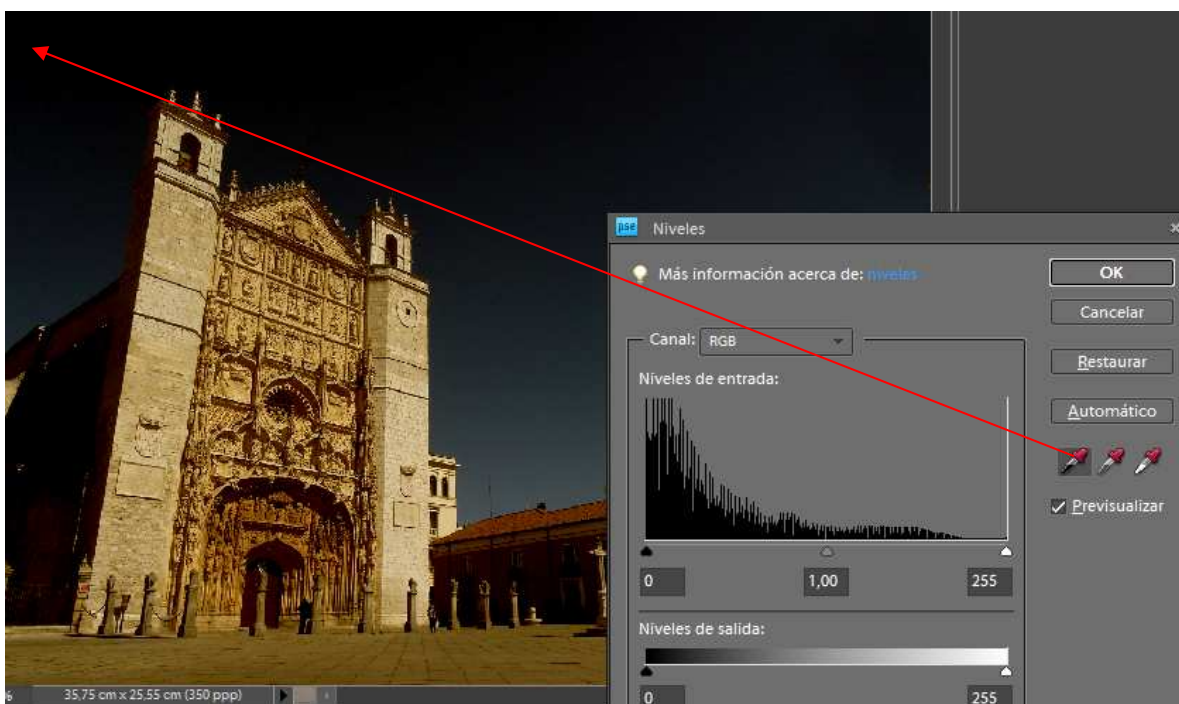 pse Niveles
Más información acerca de: niveles
OK
Cancelar
Canal: RGB
Restaurar
Niveles de entrada:
Automático
Previsualizar
0 1,00 255
Niveles de salida:
0 255
% 35,75 cm x 25,55 cm (350 ppp)